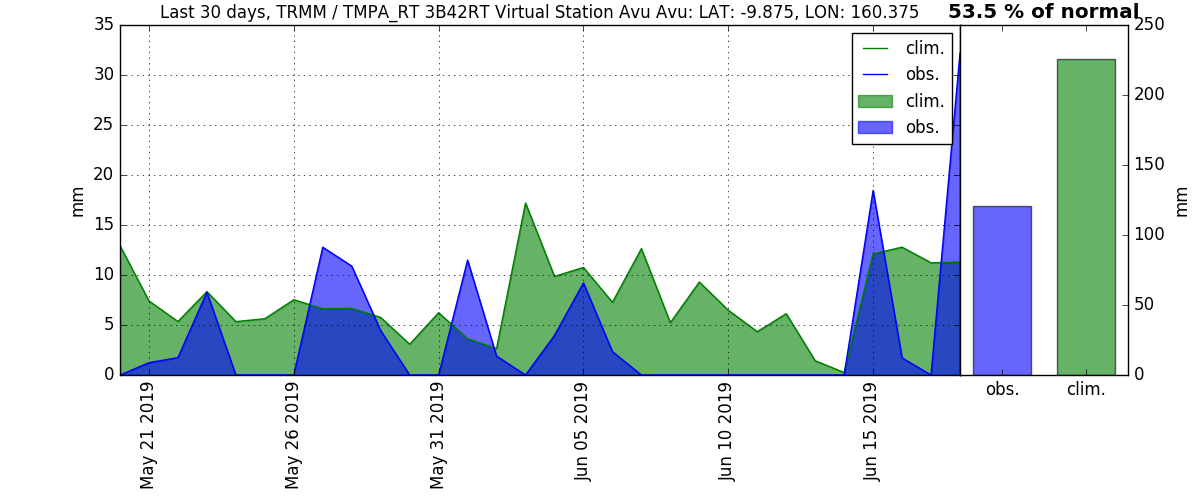 Last 30 days, TRMM / TMPA_RT 3B42RT Virtual Station Avu Avu: LAT: -9.875, LON: 160.375
53.5 % of normal
mm
35
30
25
20
15
10
5
0
clim.
obs.
clim.
obs.
May 21 2019
May 26 2019
May 31 2019
Jun 05 2019
Jun 10 2019
Jun 15 2019
obs.
clim.
250
200
150
100
50
0
mm